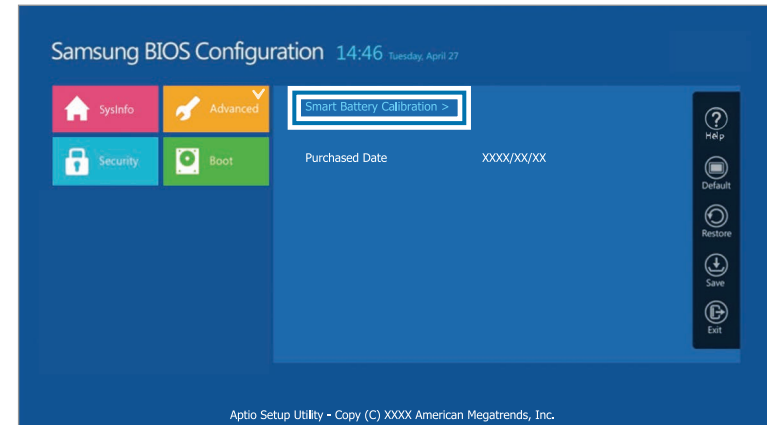 Samsung BIOS Configuration 14:46 Tuesday, April 27
SysInfo
Advanced
Security
Boot
Smart Battery Calibration >
Purchased Date XXXX/XX/XX
Help
Default
Restore
Save
Exit
Aptio Setup Utility - Copy (C) XXXX American Megatrends, Inc.